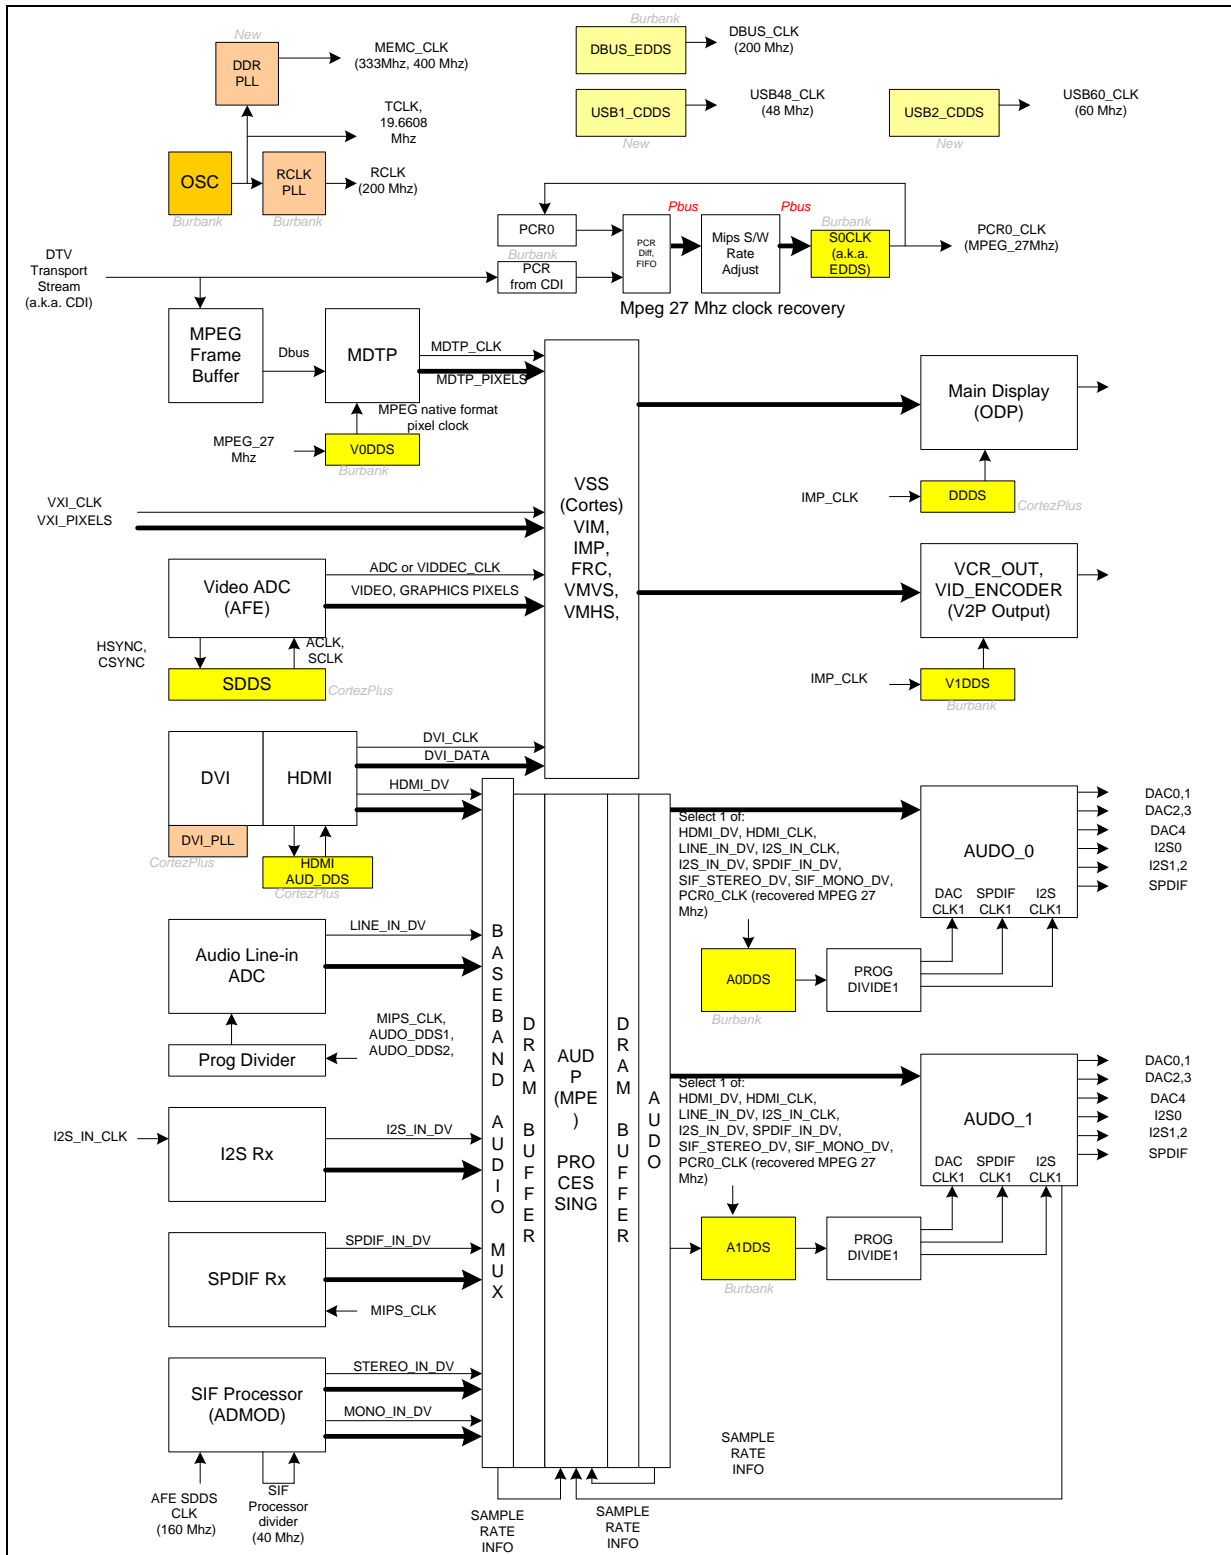 New
DDR
PLL
MEMC_CLK
(333Mhz, 400 Mhz)
Burbank
DBUS_EDDS
DBUS_CLK
(200 Mhz)
TCLK,
19.6608
Mhz
USB1_CDDS
New
USB48_CLK
(48 Mhz)
USB2_CDDS
New
USB60_CLK
(60 Mhz)
OSC
Burbank
RCLK
PLL
Burbank
RCLK
(200 Mhz)
DTV
Transport
Stream
(a.k.a. CDI)
PCR0
Burbank
PCR
from CDI
PCR
Diff,
FIFO
Pbus
Mips S/W
Rate
Adjust
Pbus
Burbank
S0CLK
(a.k.a.
EDDS)
PCR0_CLK
(MPEG_27Mhz)
Mpeg 27 Mhz clock recovery
MPEG
Frame
Buffer
Dbus
MDTP
MDTP_CLK
MDTP_PIXELS
MPEG native format
pixel clock
MPEG_27
Mhz
V0DDS
Burbank
VSS
(Cortes)
VIM,
IMP,
FRC,
VMVS,
VMHS,
Main Display
(ODP)
IMP_CLK
DDDS
CortezPlus
VXI_CLK
VXI_PIXELS
Video ADC
(AFE)
ADC or VIDDEC_CLK
VIDEO, GRAPHICS PIXELS
HSYNC,
CSYNC
ACLK,
SCLK
SDDS
CortezPlus
VCR_OUT,
VID_ENCODER
(V2P Output)
IMP_CLK
V1DDS
Burbank
DVI
HDMI
DVI_CLK
DVI_DATA
HDMI_DV
DVI_PLL
CortezPlus
HDMI
AUD_DDS
CortezPlus
Audio Line-in
ADC
LINE_IN_DV
MIPS_CLK,
AUDO_DDS1,
AUDO_DDS2,
Prog Divider
I2S_IN_CLK
I2S Rx
I2S_IN_DV
SPDIF Rx
SPDIF_IN_DV
MIPS_CLK
SIF Processor
(ADMOD)
STEREO_IN_DV
MONO_IN_DV
AFE SDDS
CLK
(160 Mhz)
SIF
Processor
divider
(40 Mhz)
BASEBAND AUDIO MUX
DRAM BUFFER
AUD
P
(MPE
)
PRO
CES
SING
DRAM BUFFER
AUDO
Select 1 of:
HDMI_DV, HDMI_CLK,
LINE_IN_DV, I2S_IN_CLK,
I2S_IN_DV, SPDIF_IN_DV,
SIF_STEREO_DV, SIF_MONO_DV,
PCR0_CLK (recovered MPEG 27
Mhz)
A0DDS
Burbank
PROG
DIVIDE1
AUDO_0
DAC
CLK1
SPDIF
CLK1
I2S
CLK1
DAC0,1
DAC2,3
DAC4
I2S0
I2S1,2
SPDIF
Select 1 of:
HDMI_DV, HDMI_CLK,
LINE_IN_DV, I2S_IN_CLK,
I2S_IN_DV, SPDIF_IN_DV,
SIF_STEREO_DV, SIF_MONO_DV,
PCR0_CLK (recovered MPEG 27
Mhz)
A1DDS
Burbank
PROG
DIVIDE1
AUDO_1
DAC
CLK1
SPDIF
CLK1
I2S
CLK1
DAC0,1
DAC2,3
DAC4
I2S0
I2S1,2
SPDIF
SAMPLE
RATE
INFO
SAMPLE
RATE
INFO
SAMPLE
RATE
INFO